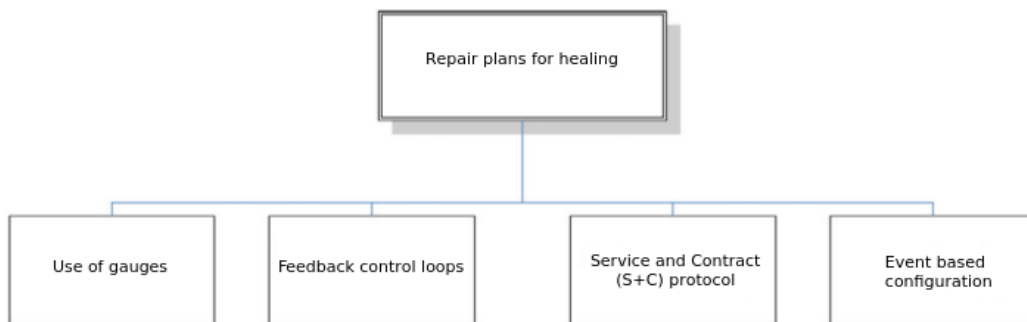 Repair plans for healing
Use of gauges
Feedback control loops
Service and Contract
(S+C) protocol
Event based
configuration